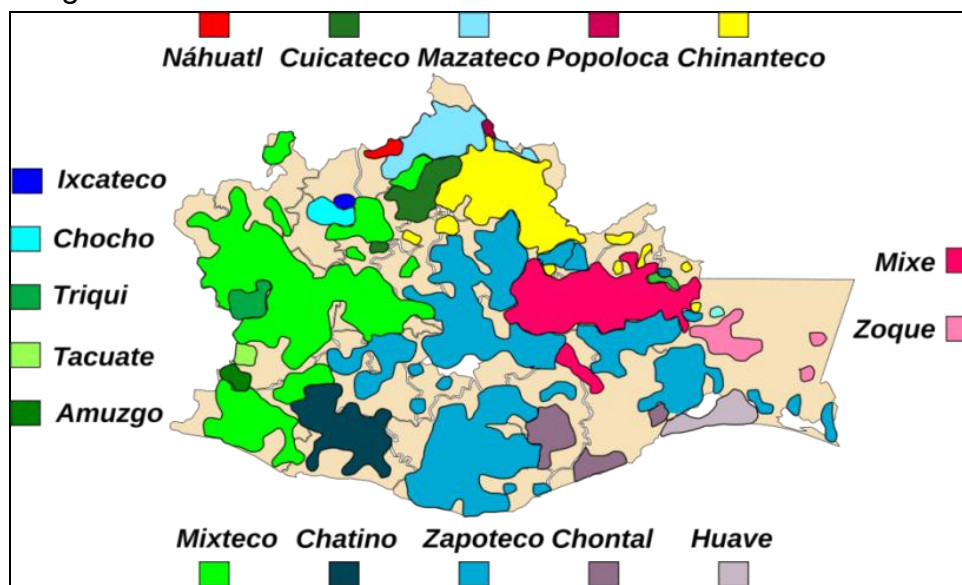 Náhuatl Cuicateco Mazateco Popoloca Chinanteco
Ixcateco
Chocho
Triqui
Tacuate
Amuzgo
Mixe
Zoque
Mixteco Chatino Zapoteco Chontal Huave